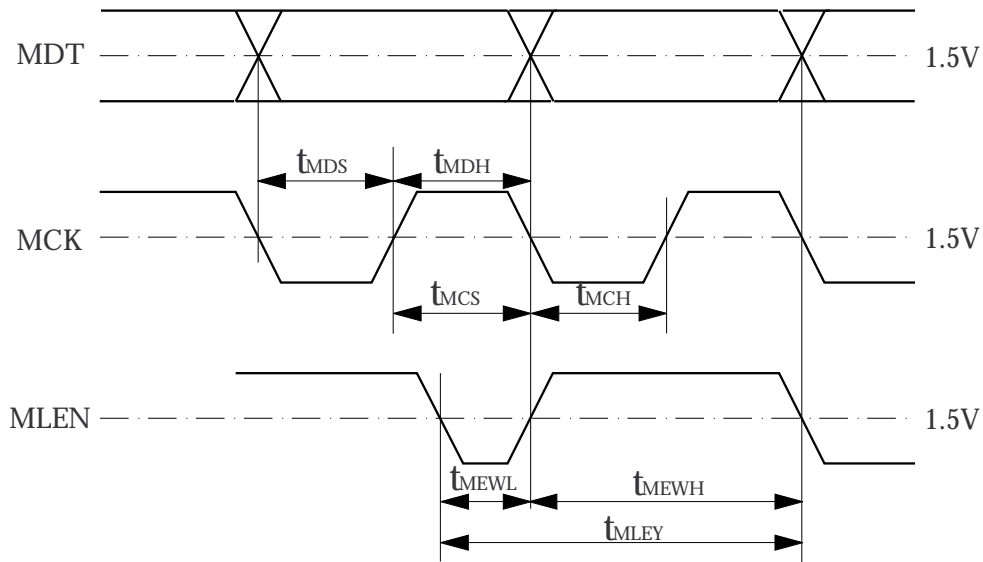 MDT 1.5V
tMDS tMDH
MCK 1.5V
tMCS tMCH
MLEN 1.5V
tMEWL tMEWH
tMLEY